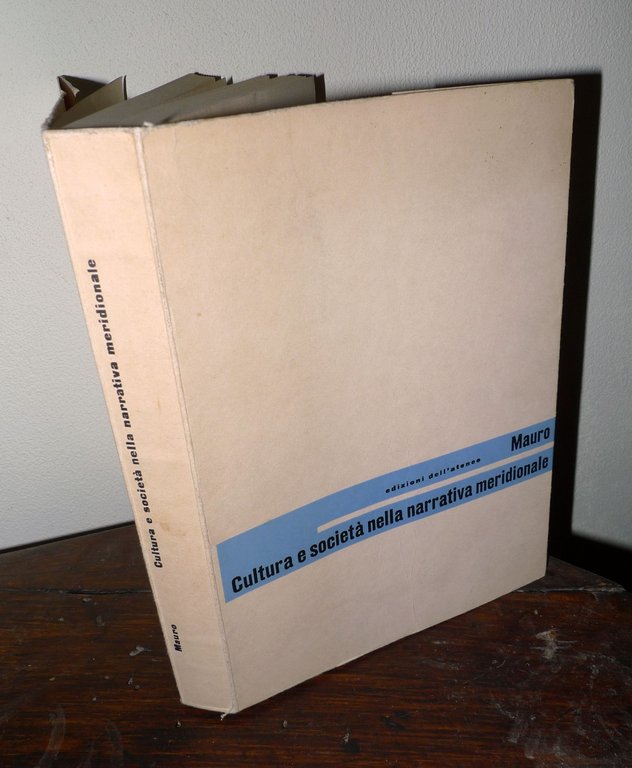 Cultura e società nella narrativa meridionale
Mauro
Mauro
edizioni dell'ateneo
Cultura e società nella narrativa meridionale